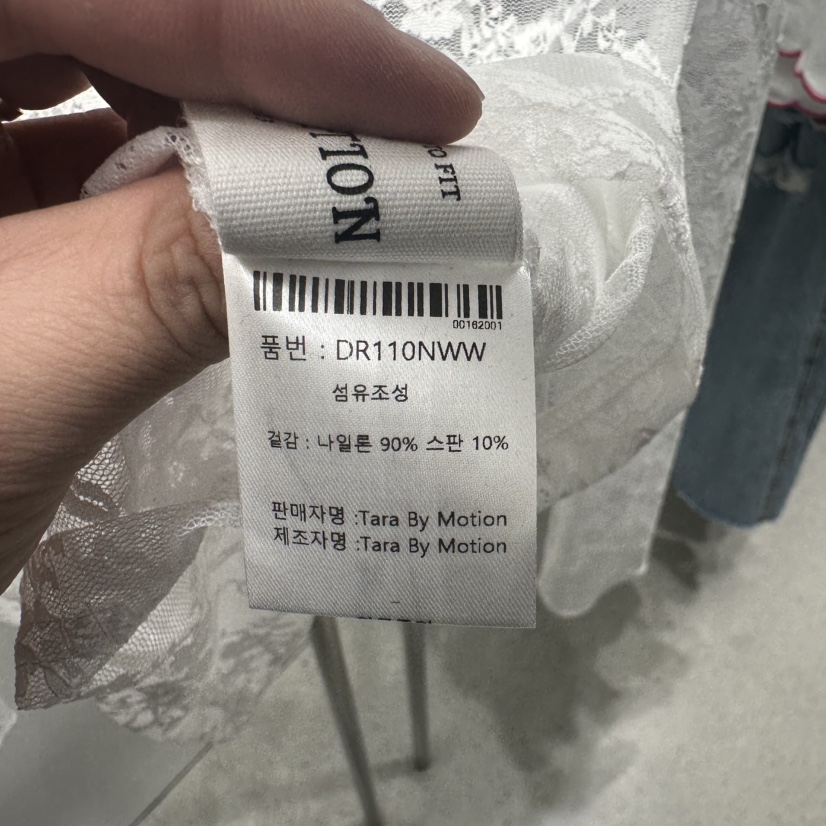 TION
O FIT
00162001
품번 : DR110NWW
섬유조성
겉감 : 나일론 90% 스판 10%
판매자명 :Tara By Motion
제조자명 :Tara By Motion